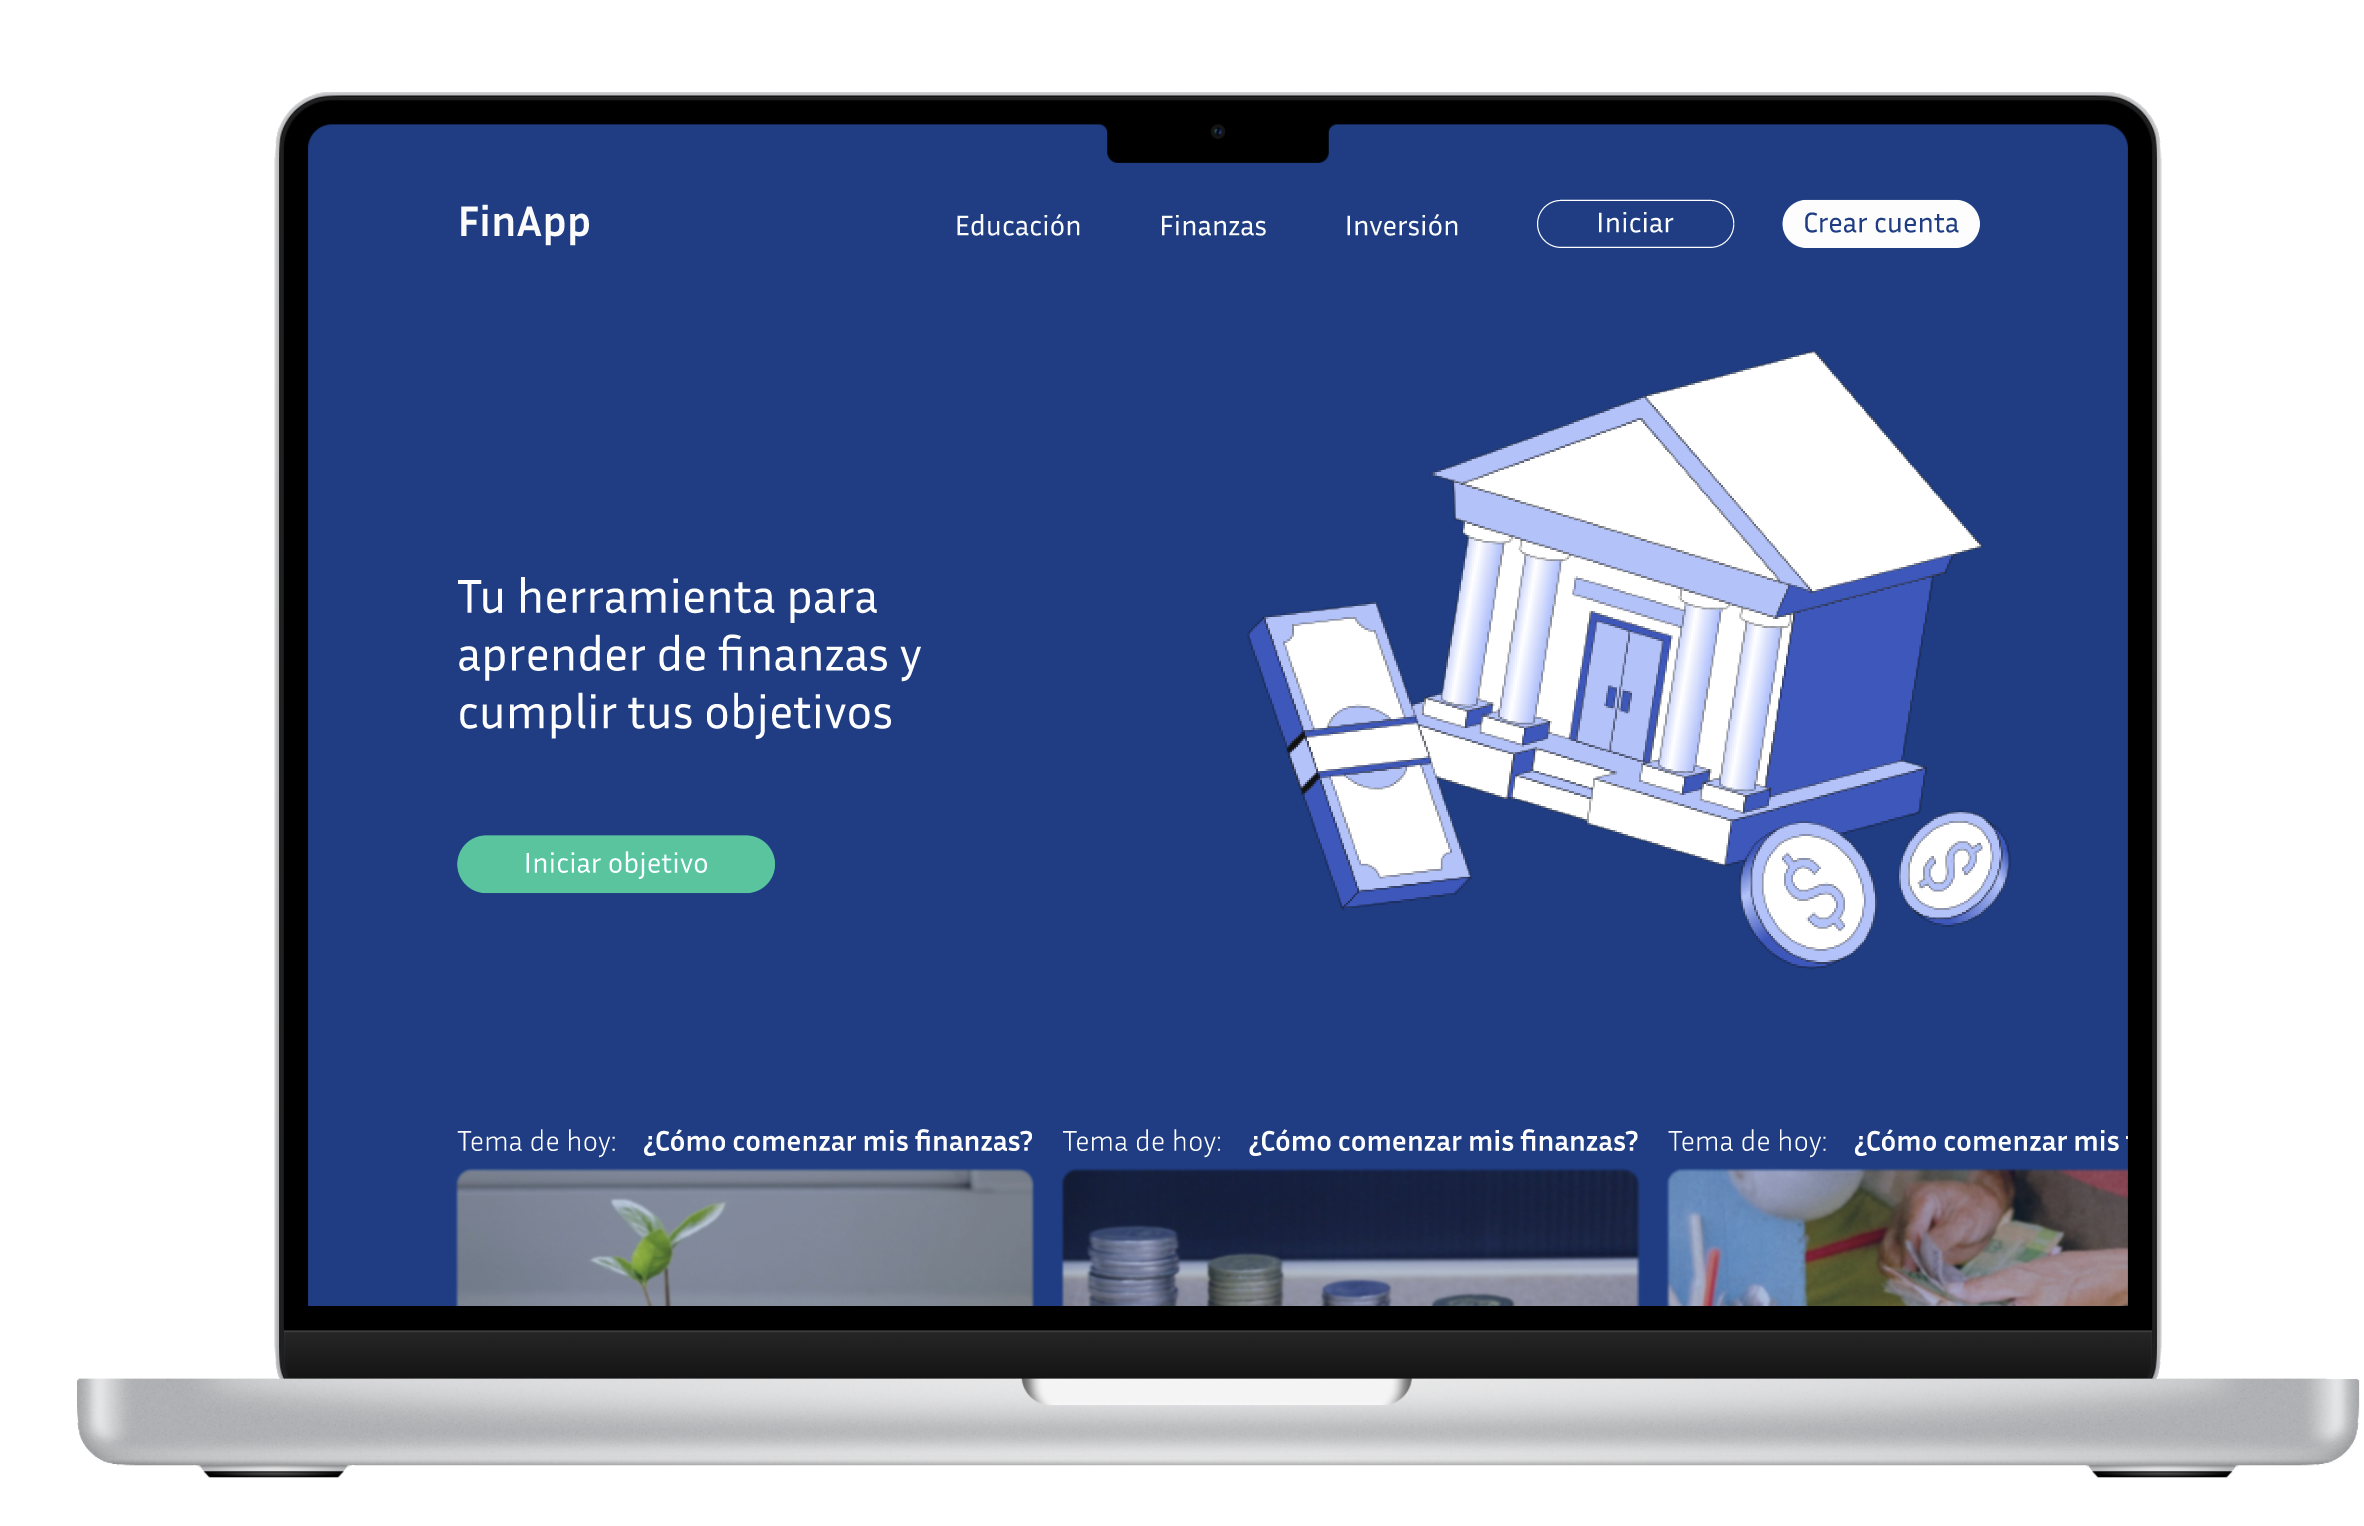 FinApp
Educación
Finanzas
Inversión
Iniciar
Crear cuenta
Tu herramienta para
aprender de finanzas y
cumplir tus objetivos
Iniciar objetivo
Tema de hoy: ¿Cómo comenzar mis finanzas?
Tema de hoy: ¿Cómo comenzar mis finanzas?
Tema de hoy: ¿Cómo comenzar mis